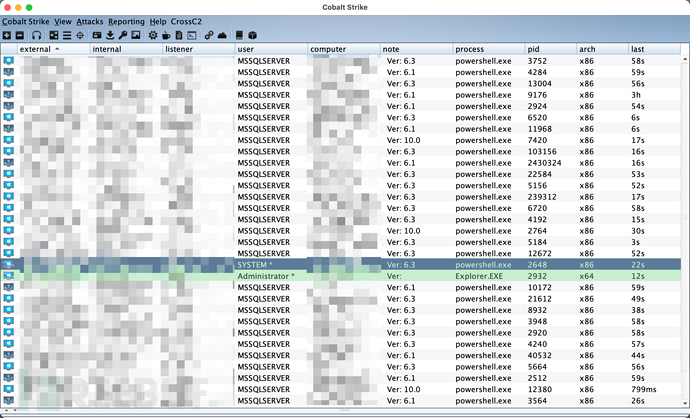 Cobalt Strike
Cobalt Strike View Attacks Reporting Help CrossC2
external internal listener user computer note process pid arch last
MSSQLSERVER Ver: 6.3 powershell.exe 3752 x86 58s
MSSQLSERVER Ver: 6.1 powershell.exe 4284 x86 59s
MSSQLSERVER Ver: 6.3 powershell.exe 13004 x86 56s
MSSQLSERVER Ver: 6.1 powershell.exe 9176 x86 3h
MSSQLSERVER Ver: 6.1 powershell.exe 2924 x86 54s
MSSQLSERVER Ver: 6.3 powershell.exe 6520 x86 6s
MSSQLSERVER Ver: 6.1 powershell.exe 11968 x86 6s
MSSQLSERVER Ver: 10.0 powershell.exe 7420 x86 17s
MSSQLSERVER Ver: 6.3 powershell.exe 103156 x86 16s
MSSQLSERVER Ver: 6.1 powershell.exe 2430324 x86 16s
MSSQLSERVER Ver: 6.3 powershell.exe 22584 x86 53s
MSSQLSERVER Ver: 6.3 powershell.exe 5156 x86 52s
MSSQLSERVER Ver: 6.3 powershell.exe 239312 x86 17s
MSSQLSERVER Ver: 6.3 powershell.exe 6720 x86 58s
MSSQLSERVER Ver: 6.3 powershell.exe 4192 x86 15s
MSSQLSERVER Ver: 10.0 powershell.exe 2764 x86 30s
MSSQLSERVER Ver: 6.3 powershell.exe 5184 x86 3s
MSSQLSERVER Ver: 6.3 powershell.exe 12672 x86 52s
SYSTEM * Ver: 6.3 powershell.exe 2648 x86 22s
Administrator * Ver: Explorer.EXE 2932 x64 12s
MSSQLSERVER Ver: 6.1 powershell.exe 10172 x86 59s
MSSQLSERVER Ver: 6.3 powershell.exe 21612 x86 49s
MSSQLSERVER Ver: 6.3 powershell.exe 8932 x86 38s
MSSQLSERVER Ver: 6.3 powershell.exe 3948 x86 58s
MSSQLSERVER Ver: 6.3 powershell.exe 2920 x86 58s
MSSQLSERVER Ver: 6.3 powershell.exe 4240 x86 57s
MSSQLSERVER Ver: 6.1 powershell.exe 40532 x86 44s
MSSQLSERVER Ver: 6.3 powershell.exe 5664 x86 56s
MSSQLSERVER Ver: 6.1 powershell.exe 2512 x86 59s
MSSQLSERVER Ver: 10.0 powershell.exe 12380 x86 799ms
MSSQLSERVER Ver: 6.1 powershell.exe 3564 x86 26s